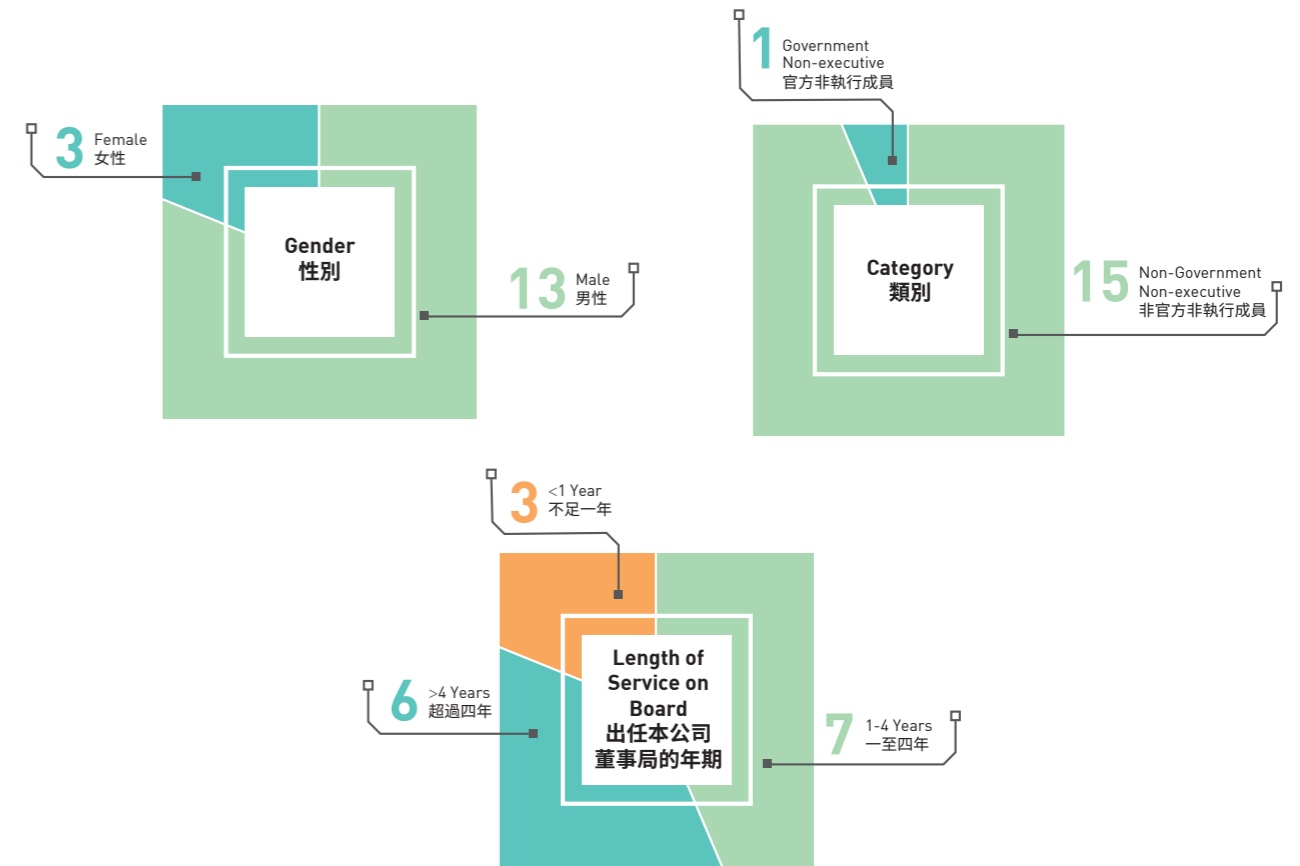 3
Female
女性
Gender
性別
13
Male
男性
1
Government
Non-executive
官方非執行成員
Category
類別
15
Non-Government
Non-executive
非官方非執行成員
3
<1 Year
不足一年
6
>4 Years
超過四年
Length of
Service on
Board
出任本公司
董事局的年期
7
1-4 Years
一至四年